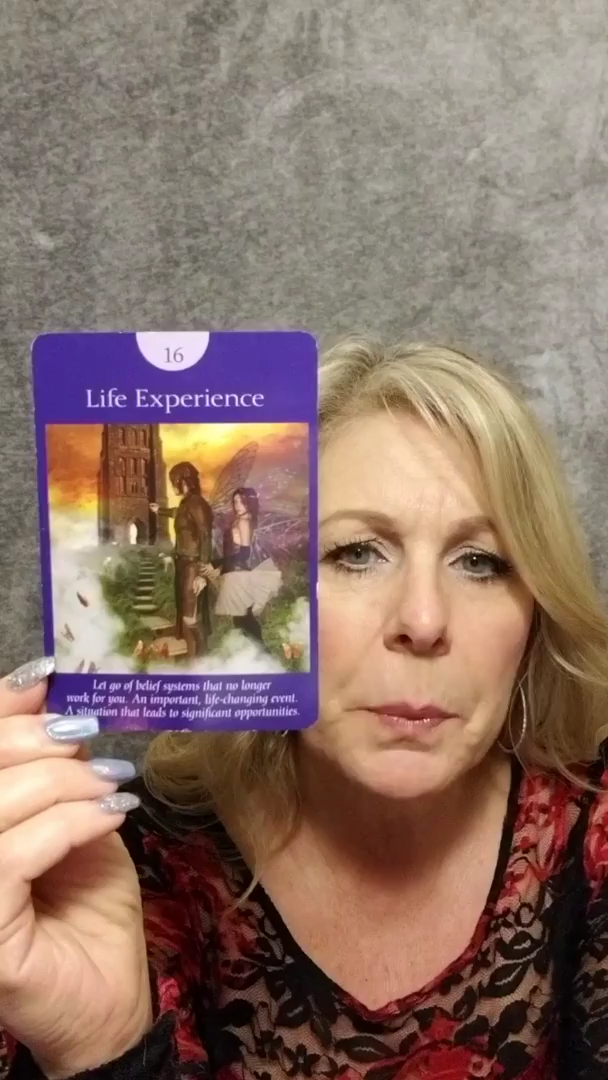 16
Life Experience
Let go of belief systems that no longer
work for you. An important, life-changing event.
A situation that leads to significant opportunities.